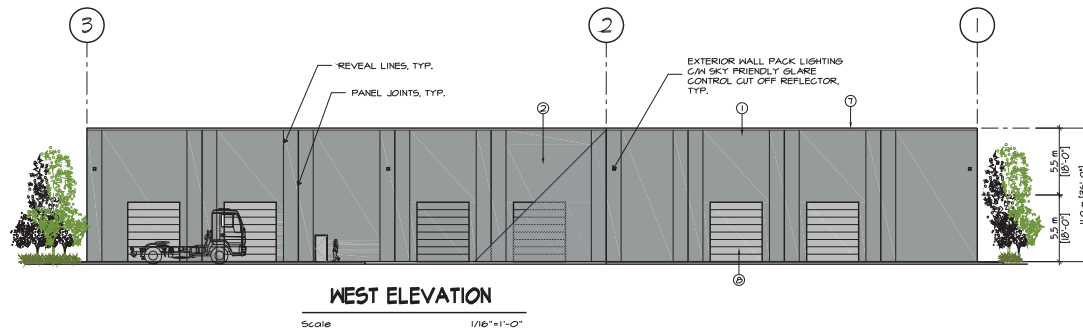 3
2
1
REVEAL LINES, TYP.
PANEL JOINTS, TYP.
EXTERIOR WALL PACK LIGHTING
C/W SKY FRIENDLY GLARE
CONTROL CUT OFF REFLECTOR,
TYP.
2
1
7
8
5.5 m
[18'-0"]
5.5 m
[18'-0"]
WEST ELEVATION
Scale 1/16"=1'-0"